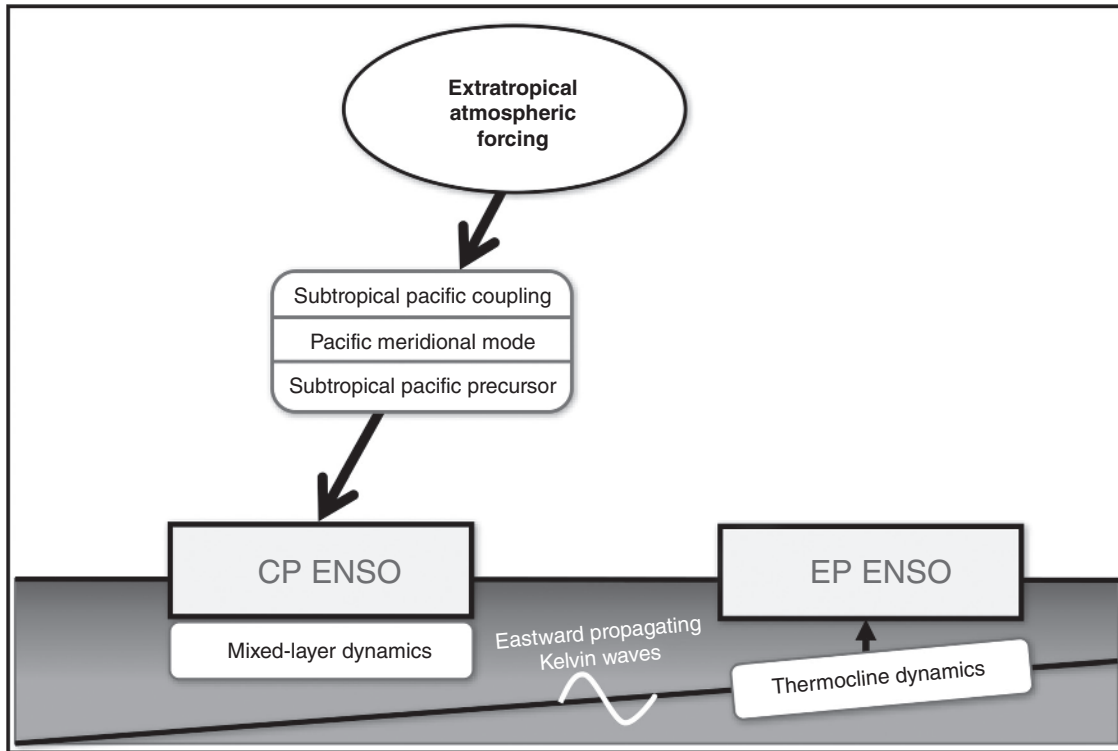 Extratropical
atmospheric
forcing
Subtropical pacific coupling
Pacific meridional mode
Subtropical pacific precursor
CP ENSO
EP ENSO
Mixed-layer dynamics
Eastward propagating
Kelvin waves
Thermocline dynamics